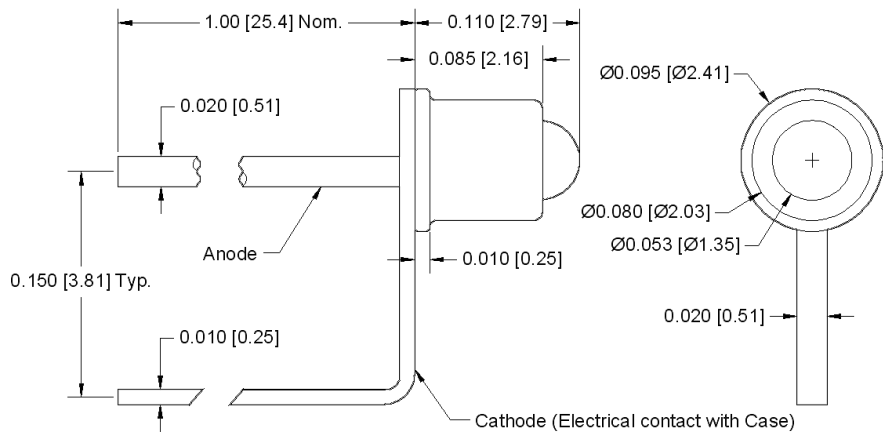 1.00 [25.4] Nom.
0.110 [2.79]
0.085 [2.16]
Ø0.095 [Ø2.41]
0.020 [0.51]
Ø0.080 [Ø2.03]
Ø0.053 [Ø1.35]
Anode
0.010 [0.25]
0.150 [3.81] Typ.
0.020 [0.51]
0.010 [0.25]
Cathode (Electrical contact with Case)